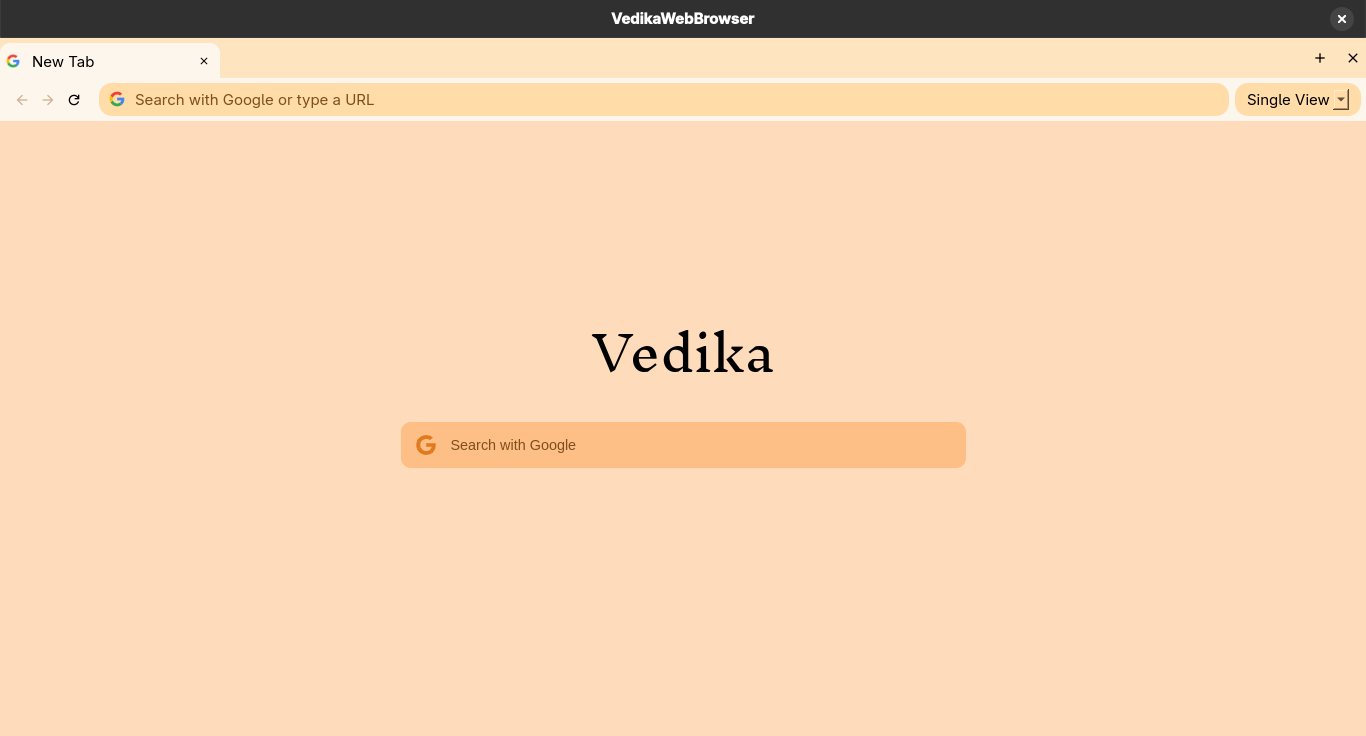 VedikaWebBrowser
New Tab
Search with Google or type a URL
Single View
Vedika
Search with Google